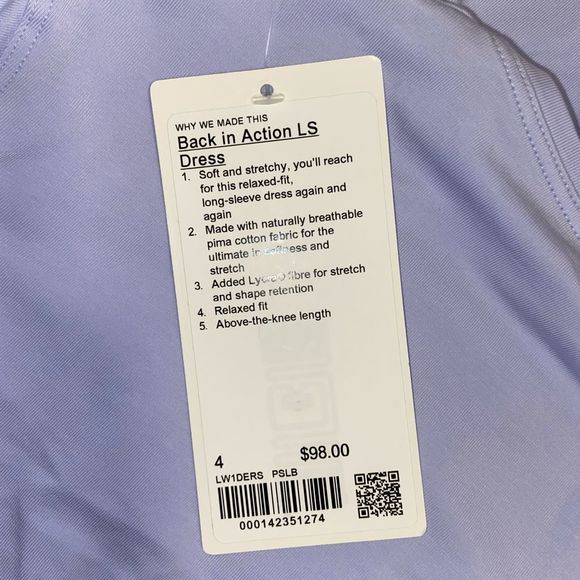 WHY WE MADE THIS
Back in Action LS
Dress
1. Soft and stretchy, you'll reach
for this relaxed-fit,
long-sleeve dress again and
again
2. Made with naturally breathable
pima cotton fabric for the
ultimate in softness and
stretch
3. Added Lycra® fibre for stretch
and shape retention
4. Relaxed fit
5. Above-the-knee length
4 $98.00
LW1DERS PSLB
000142351274